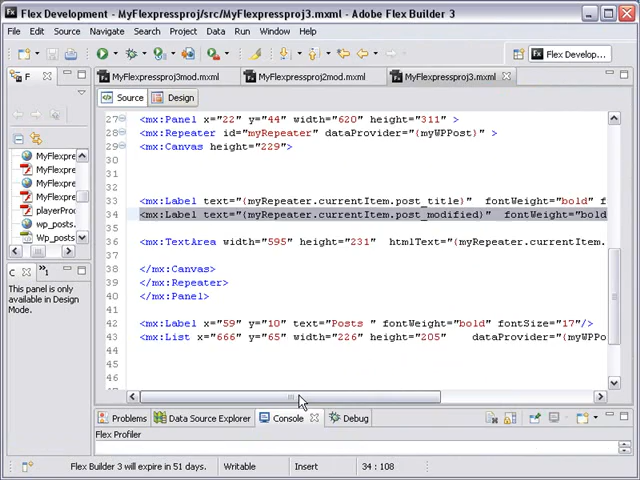 Flex Development - MyFlexpressproj/src/MyFlexpressproj3.mxml - Adobe Flex Builder 3
File Edit Source Navigate Search Project Data Run Window Help
Flex Develop...
F
MyFlexpressproj3mod.mxml MyFlexpressproj2mod.mxml MyFlexpressproj3.mxml
Source Design
MyFlexpre
MyFlexpre
MyFlexpre
MyFlexpre
playerProc
wp_posts.
Wp_posts
C »1
This panel is only
available in Design
Mode.
27 <mx:Panel x="22" y="44" width="620" height="311" >
28 <mx:Repeater id="myRepeater" dataProvider="{myWPPost}" >
29 <mx:Canvas height="229">
30
31
32
33 <mx:Label text="{myRepeater.currentItem.post_title}" fontWeight="bold" f
34 <mx:Label text="{myRepeater.currentItem.post_modified}" fontWeight="bold
35
36 <mx:TextArea width="595" height="231" htmlText="{myRepeater.currentItem.
37
38 </mx:Canvas>
39 </mx:Repeater>
40 </mx:Panel>
41
42 <mx:Label x="59" y="10" text="Posts " fontWeight="bold" fontSize="17"/>
43 <mx:List x="666" y="65" width="226" height="205" dataProvider="{myWPPo
44
45
46
Problems Data Source Explorer Console Debug
Flex Profiler
Flex Builder 3 will expire in 51 days. Writable Insert 34 : 108